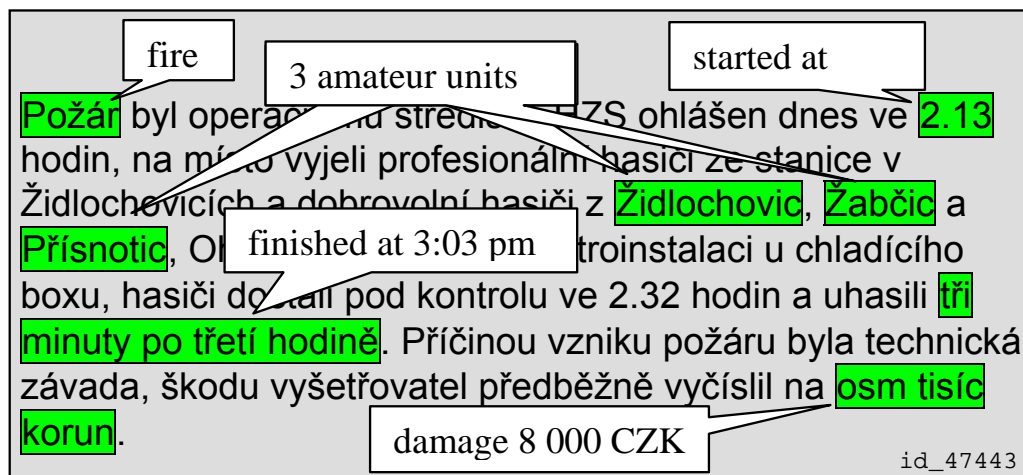 fire
3 amateur units
started at
Požár byl operač ZS ohlášen dnes ve 2.13
hodin, na místo vyjeli profesionální hasiči ze stanice v
Židlochovicích a dobrovolní hasiči z Židlochovic, Žabčic a
Přísnotic, troinstalaci u chladícího
finished at 3:03 pm
boxu, hasiči dostali pod kontrolu ve 2.32 hodin a uhasili tři
minuty po třetí hodině. Příčinou vzniku požáru byla technická
závada, škodu vyšetřovatel předběžně vyčíslil na osm tisíc
korun.
damage 8 000 CZK
id_47443